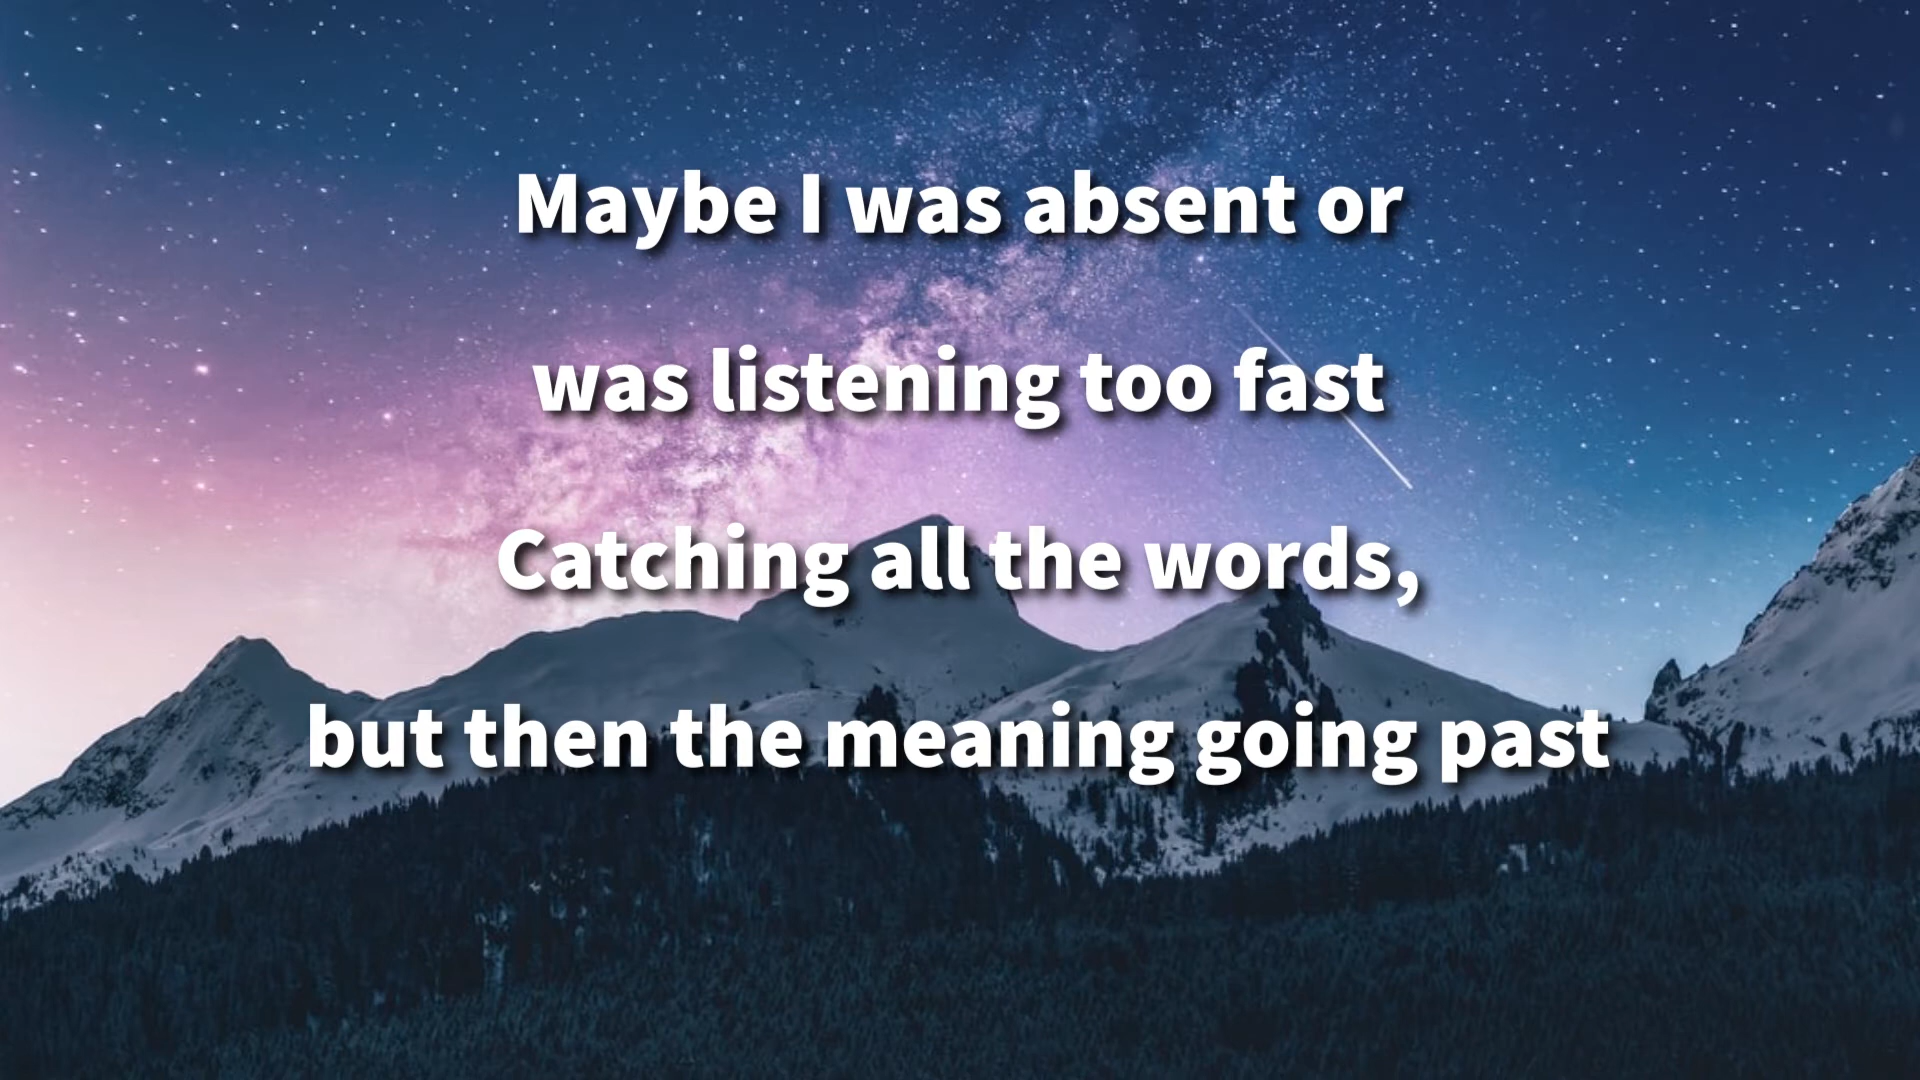 Maybe I was absent or
was listening too fast
Catching all the words,
but then the meaning going past